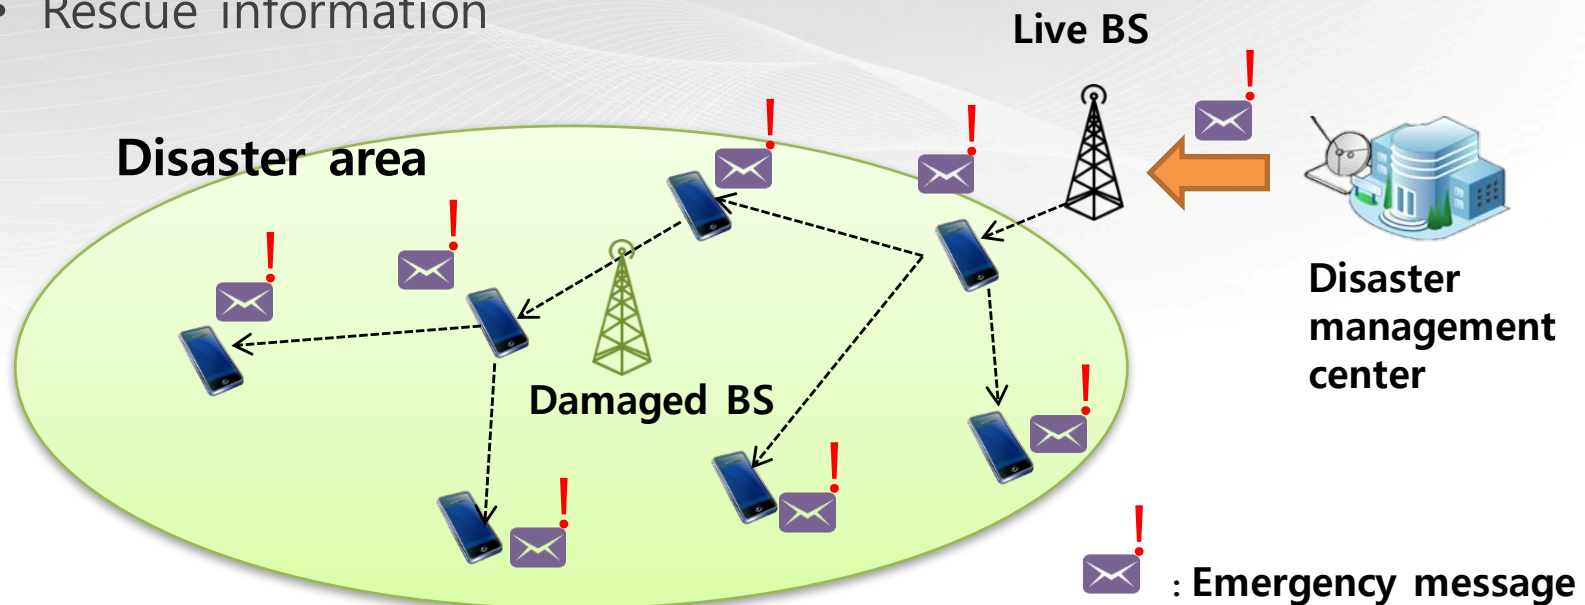 • Rescue information
Live BS
Disaster area
Damaged BS
Disaster
management
center
: Emergency message